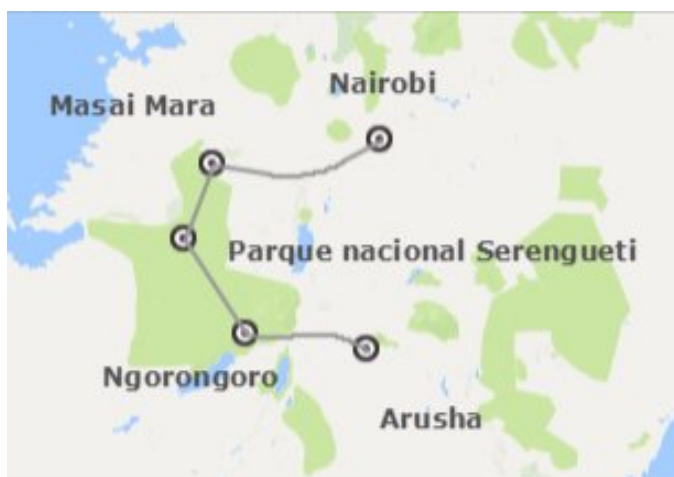 Nairobi
Masai Mara
Parque nacional Serengueti
Ngorongoro
Arusha